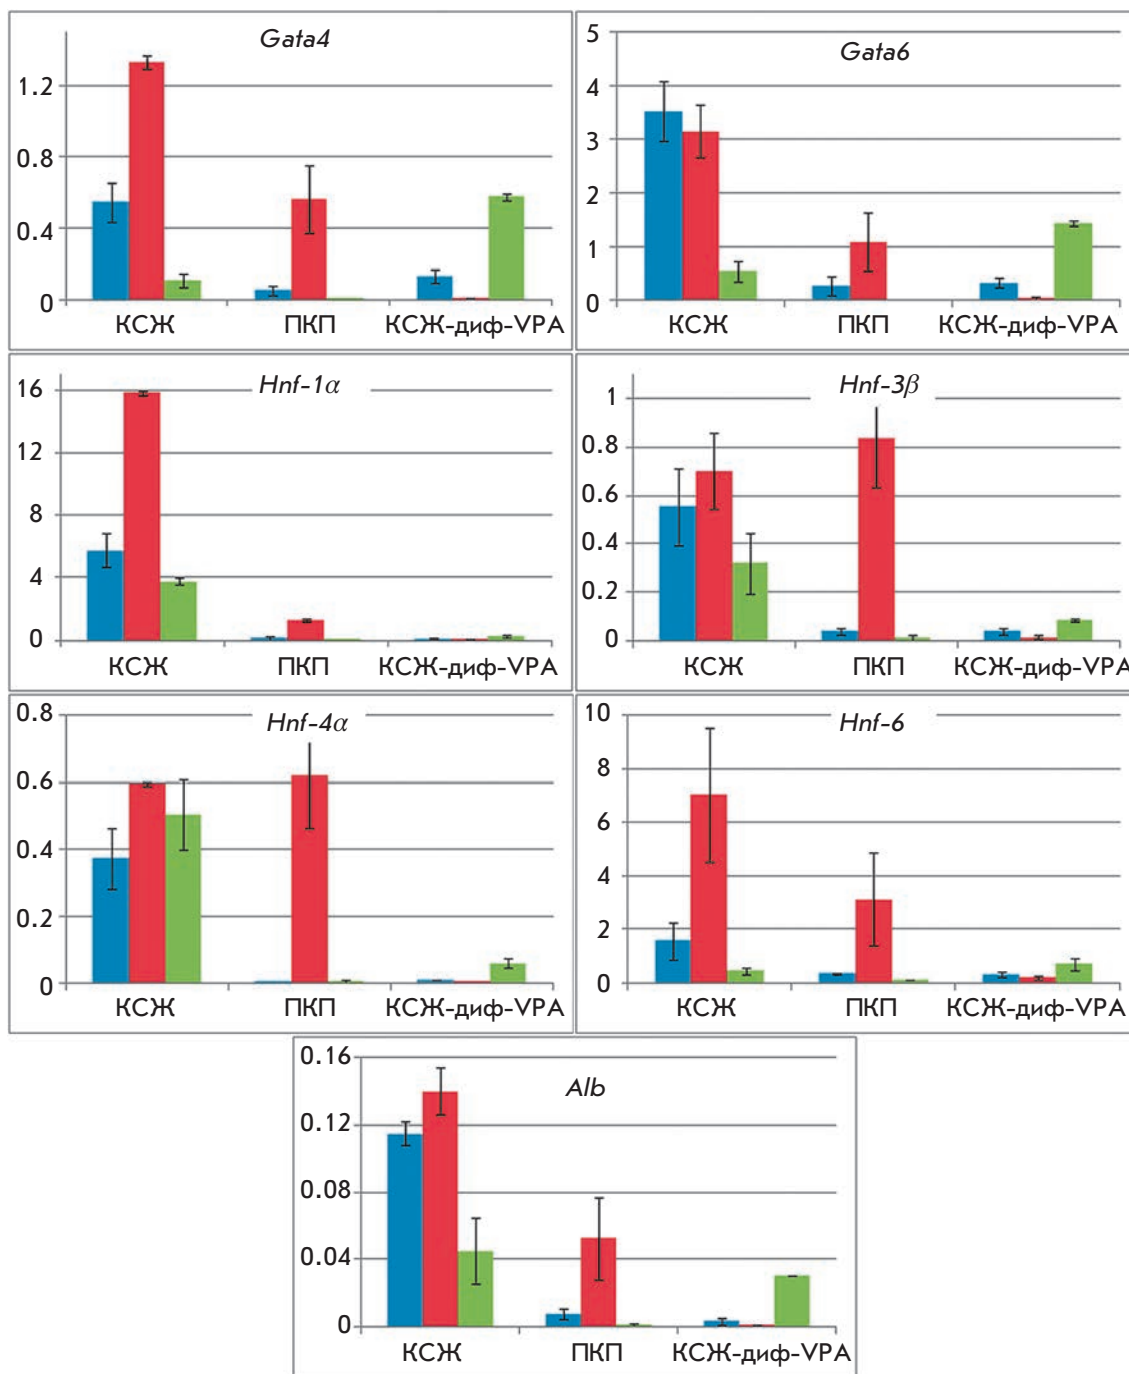 Gata4
1.2
0.8
0.4
0
КСЖ ПКП КСЖ-диф-VPA
Gata6
5
4
3
2
1
0
КСЖ ПКП КСЖ-диф-VPA
Hnf-1α
16
12
8
4
0
КСЖ ПКП КСЖ-диф-VPA
Hnf-3β
1
0.8
0.6
0.4
0.2
0
КСЖ ПКП КСЖ-диф-VPA
Hnf-4α
0.8
0.6
0.4
0.2
0
КСЖ ПКП КСЖ-диф-VPA
Hnf-6
10
8
6
4
2
0
КСЖ ПКП КСЖ-диф-VPA
Alb
0.16
0.12
0.08
0.04
0
КСЖ ПКП КСЖ-диф-VPA